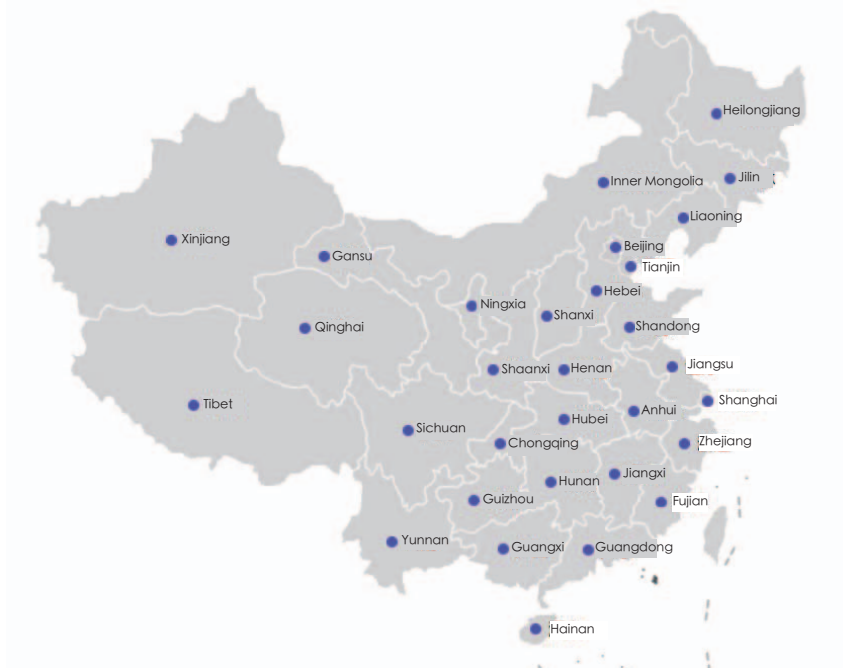 Heilongjiang
Jilin
Inner Mongolia
Liaoning
Xinjiang
Beijing
Gansu
Tianjin
Hebei
Ningxia
Shanxi
Qinghai
Shandong
Jiangsu
Shaanxi
Henan
Shanghai
Tibet
Anhui
Hubei
Sichuan
Zhejiang
Chongqing
Jiangxi
Hunan
Guizhou
Fujian
Yunnan
Guangxi
Guangdong
Hainan